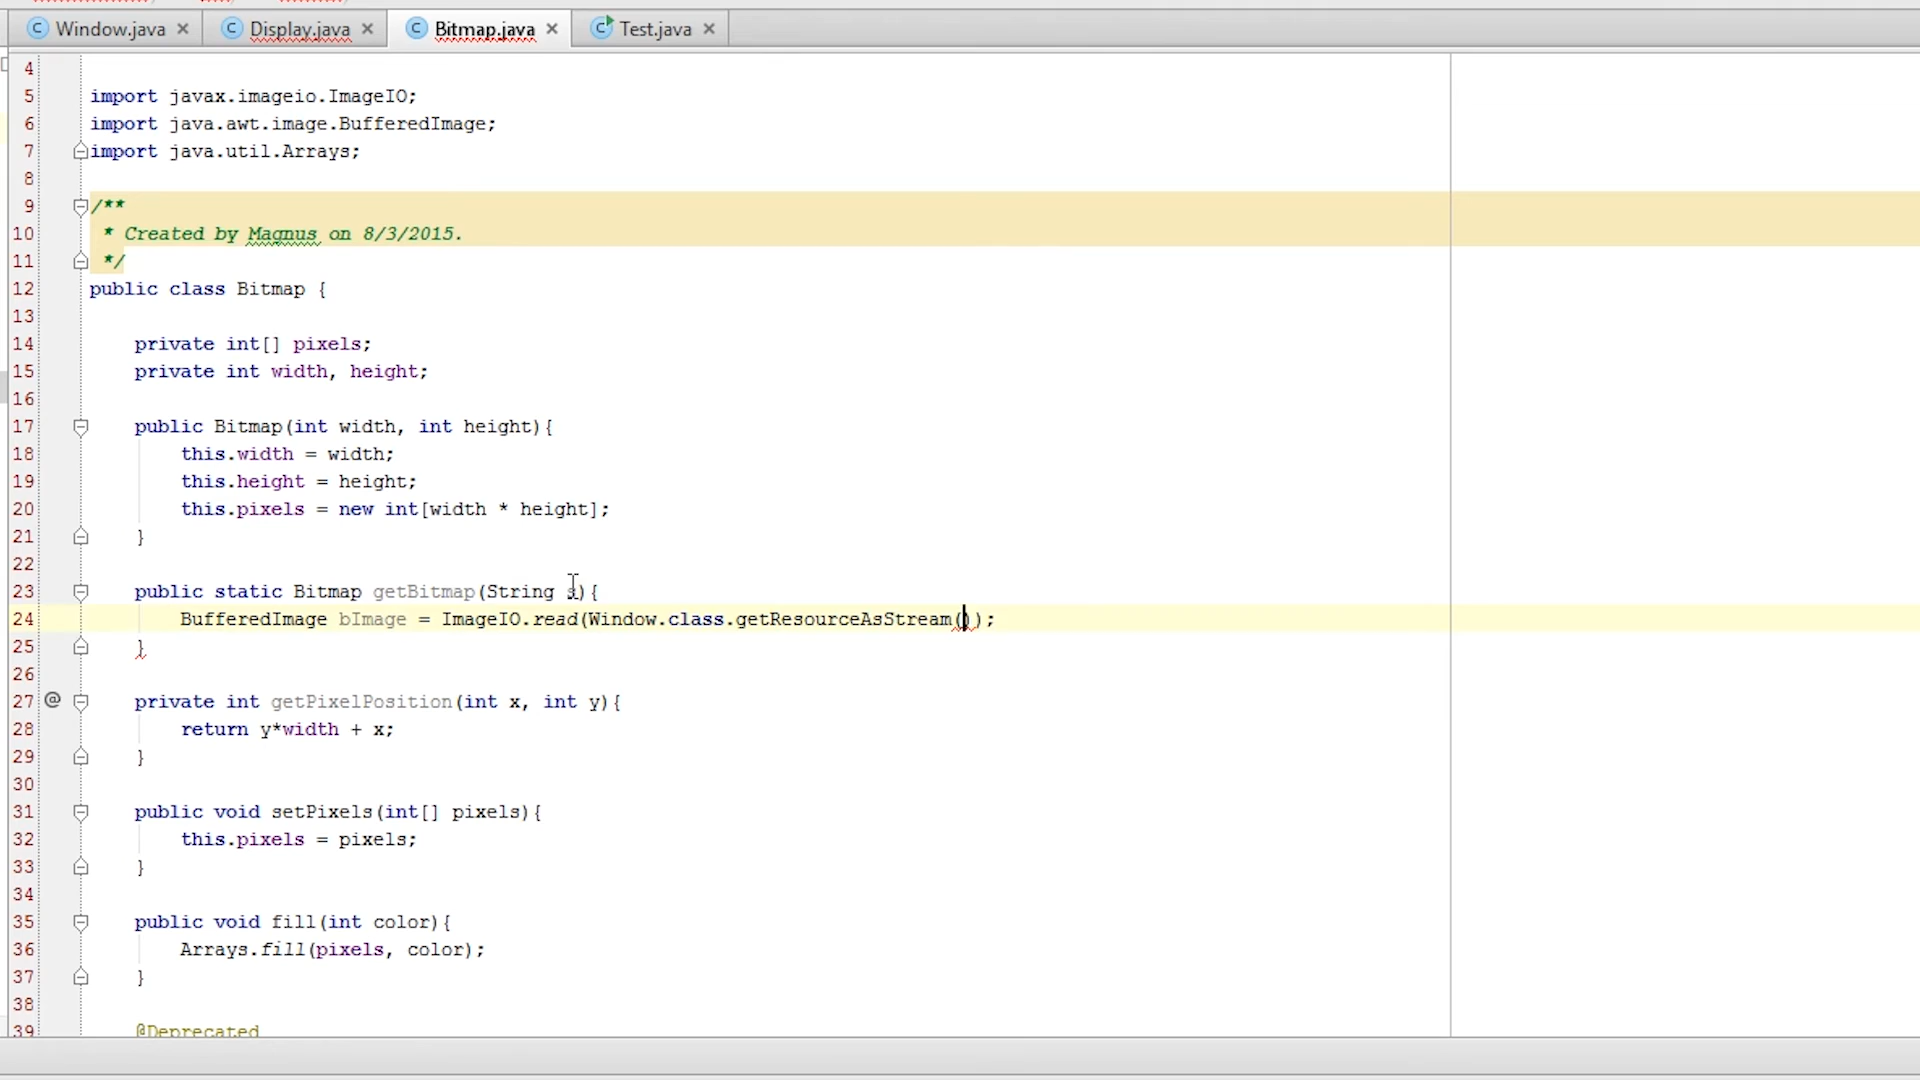 Window.java Display.java Bitmap.java Test.java
4
5 import javax.imageio.ImageIO;
6 import java.awt.image.BufferedImage;
7 import java.util.Arrays;
8
9 /**
10 * Created by Magnus on 8/3/2015.
11 */
12 public class Bitmap {
13
14 private int[] pixels;
15 private int width, height;
16
17 public Bitmap(int width, int height){
18 this.width = width;
19 this.height = height;
20 this.pixels = new int[width * height];
21 }
22
23 public static Bitmap getBitmap(String s){
24 BufferedImage bImage = ImageIO.read(Window.class.getResourceAsStream());
25 }
26
27 @ private int getPixelPosition(int x, int y){
28 return y*width + x;
29 }
30
31 public void setPixels(int[] pixels){
32 this.pixels = pixels;
33 }
34
35 public void fill(int color){
36 Arrays.fill(pixels, color);
37 }
38
39 @Deprecated